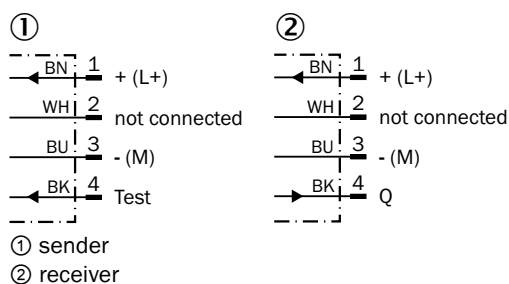 ① ②
BN 1 + (L+) BN 1 + (L+)
WH 2 not connected WH 2 not connected
BU 3 - (M) BU 3 - (M)
BK 4 Test BK 4 Q
① sender
② receiver